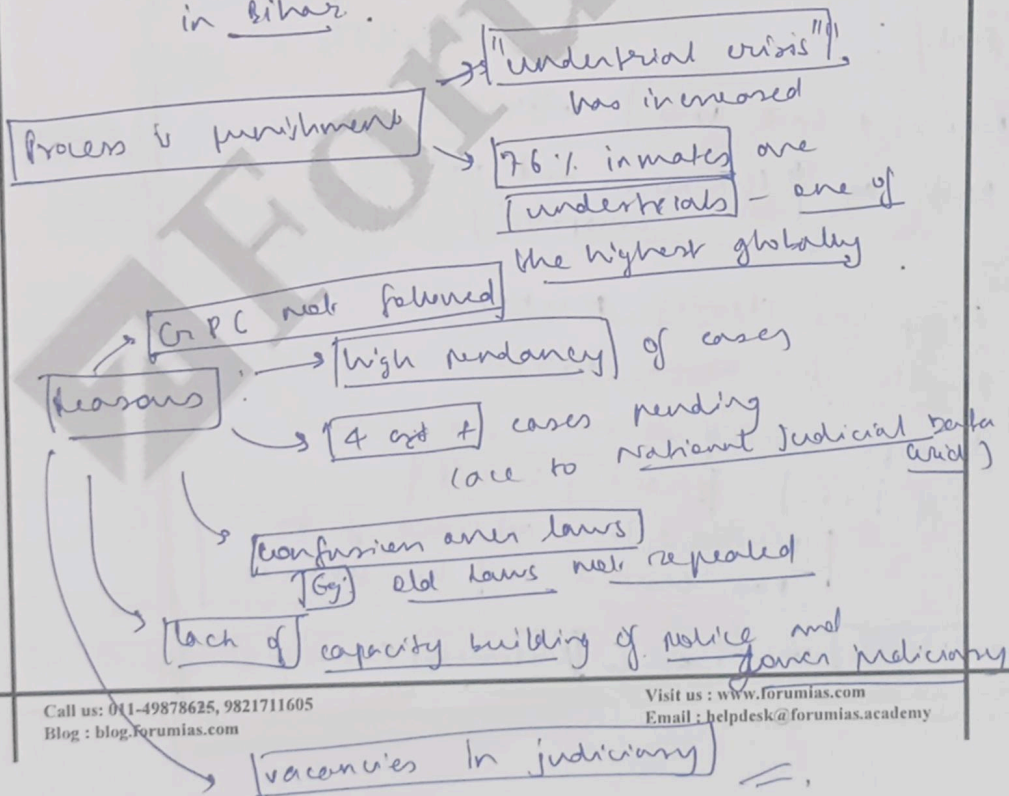 in Bihar.
"undertrial crisis"
has increased
Process is punishment
76% inmates are
undertrials - one of
the highest globally
CrPC not followed
high pendancy of cases
Reasons :
4 cr + cases pending
(acc to National Judicial Data
Grid)
confusion over laws
Eg: old laws not repealed
lack of capacity building of police and
lower judiciary
Call us: 011-49878625, 9821711605
Visit us : www.forumias.com
Blog : blog.forumias.com
Email : helpdesk@forumias.academy
vacancies in judiciary
Foru